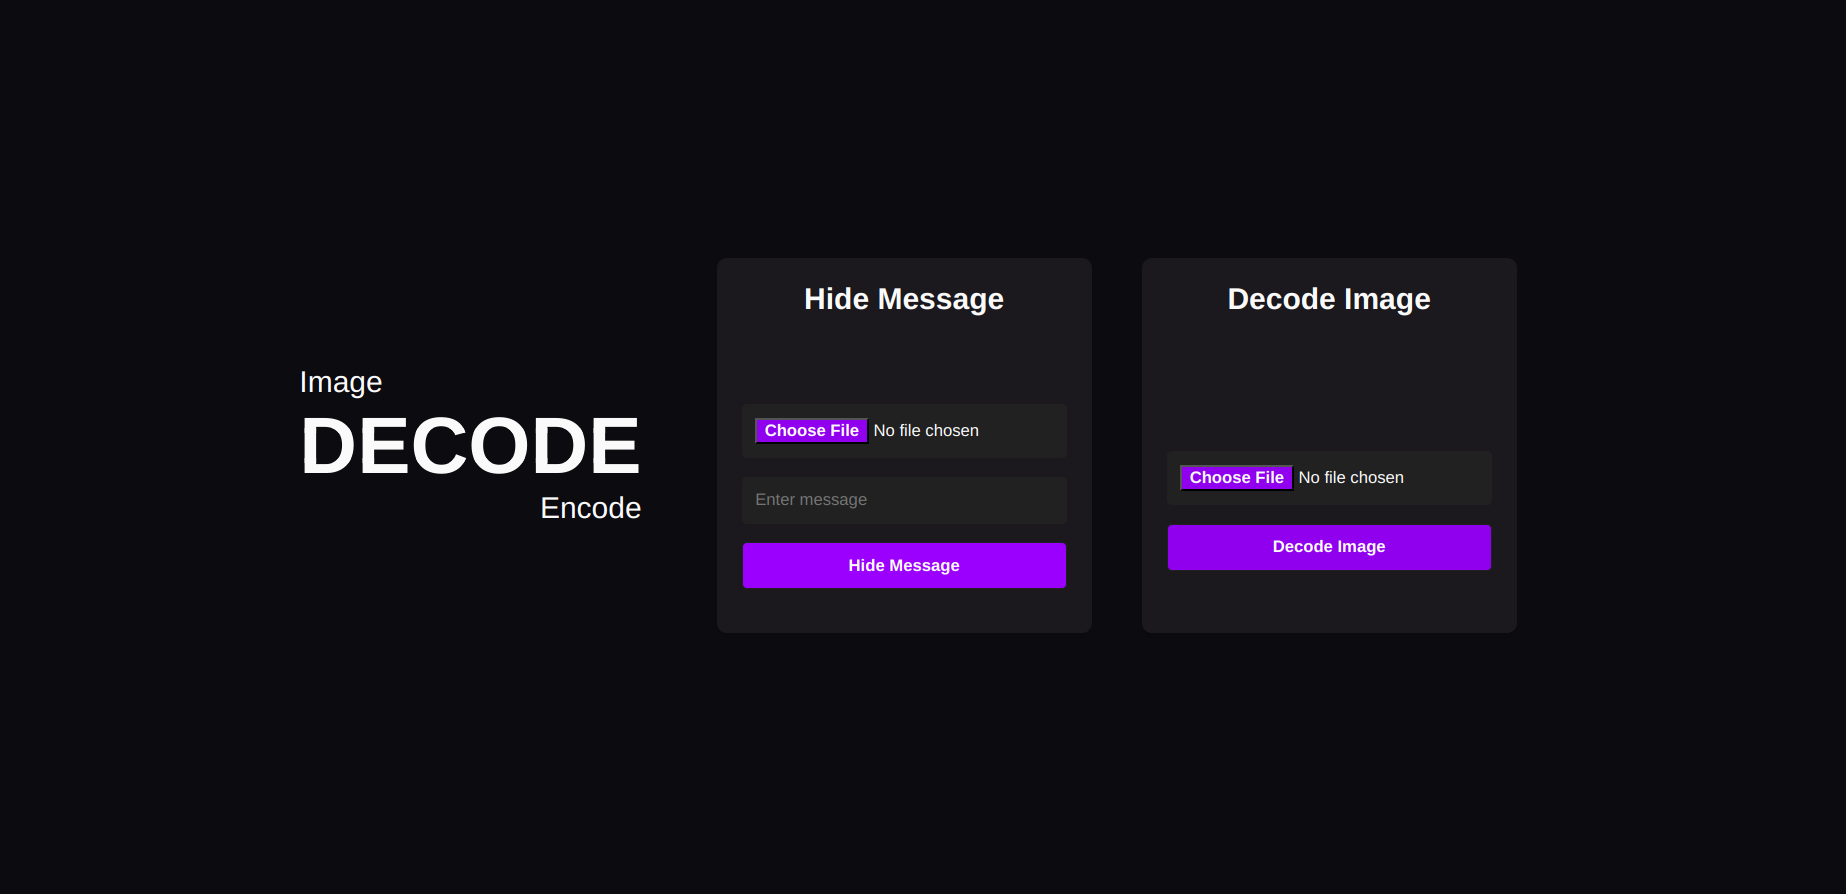 Image
DECODE
Encode
Hide Message
Choose File No file chosen
Enter message
Hide Message
Decode Image
Choose File No file chosen
Decode Image